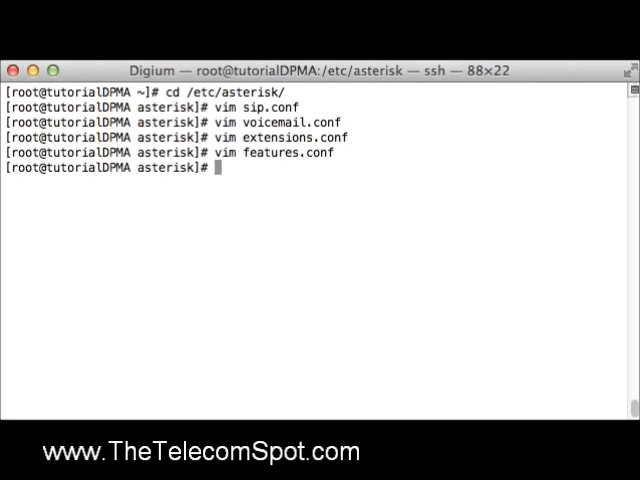 Digium — root@tutorialDPMA:/etc/asterisk — ssh — 88×22
[root@tutorialDPMA ~]# cd /etc/asterisk/
[root@tutorialDPMA asterisk]# vim sip.conf
[root@tutorialDPMA asterisk]# vim voicemail.conf
[root@tutorialDPMA asterisk]# vim extensions.conf
[root@tutorialDPMA asterisk]# vim features.conf
[root@tutorialDPMA asterisk]#
www.TheTelecomSpot.com